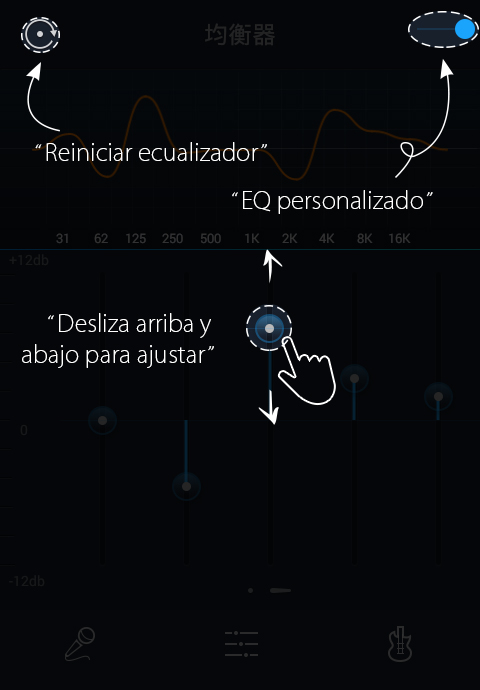 均衡器
“Reiniciar ecualizador”
“EQ personalizado”
31 62 125 250 500 1K 2K 4K 8K 16K
+12db
“Desliza arriba y
abajo para ajustar”
0
-12db